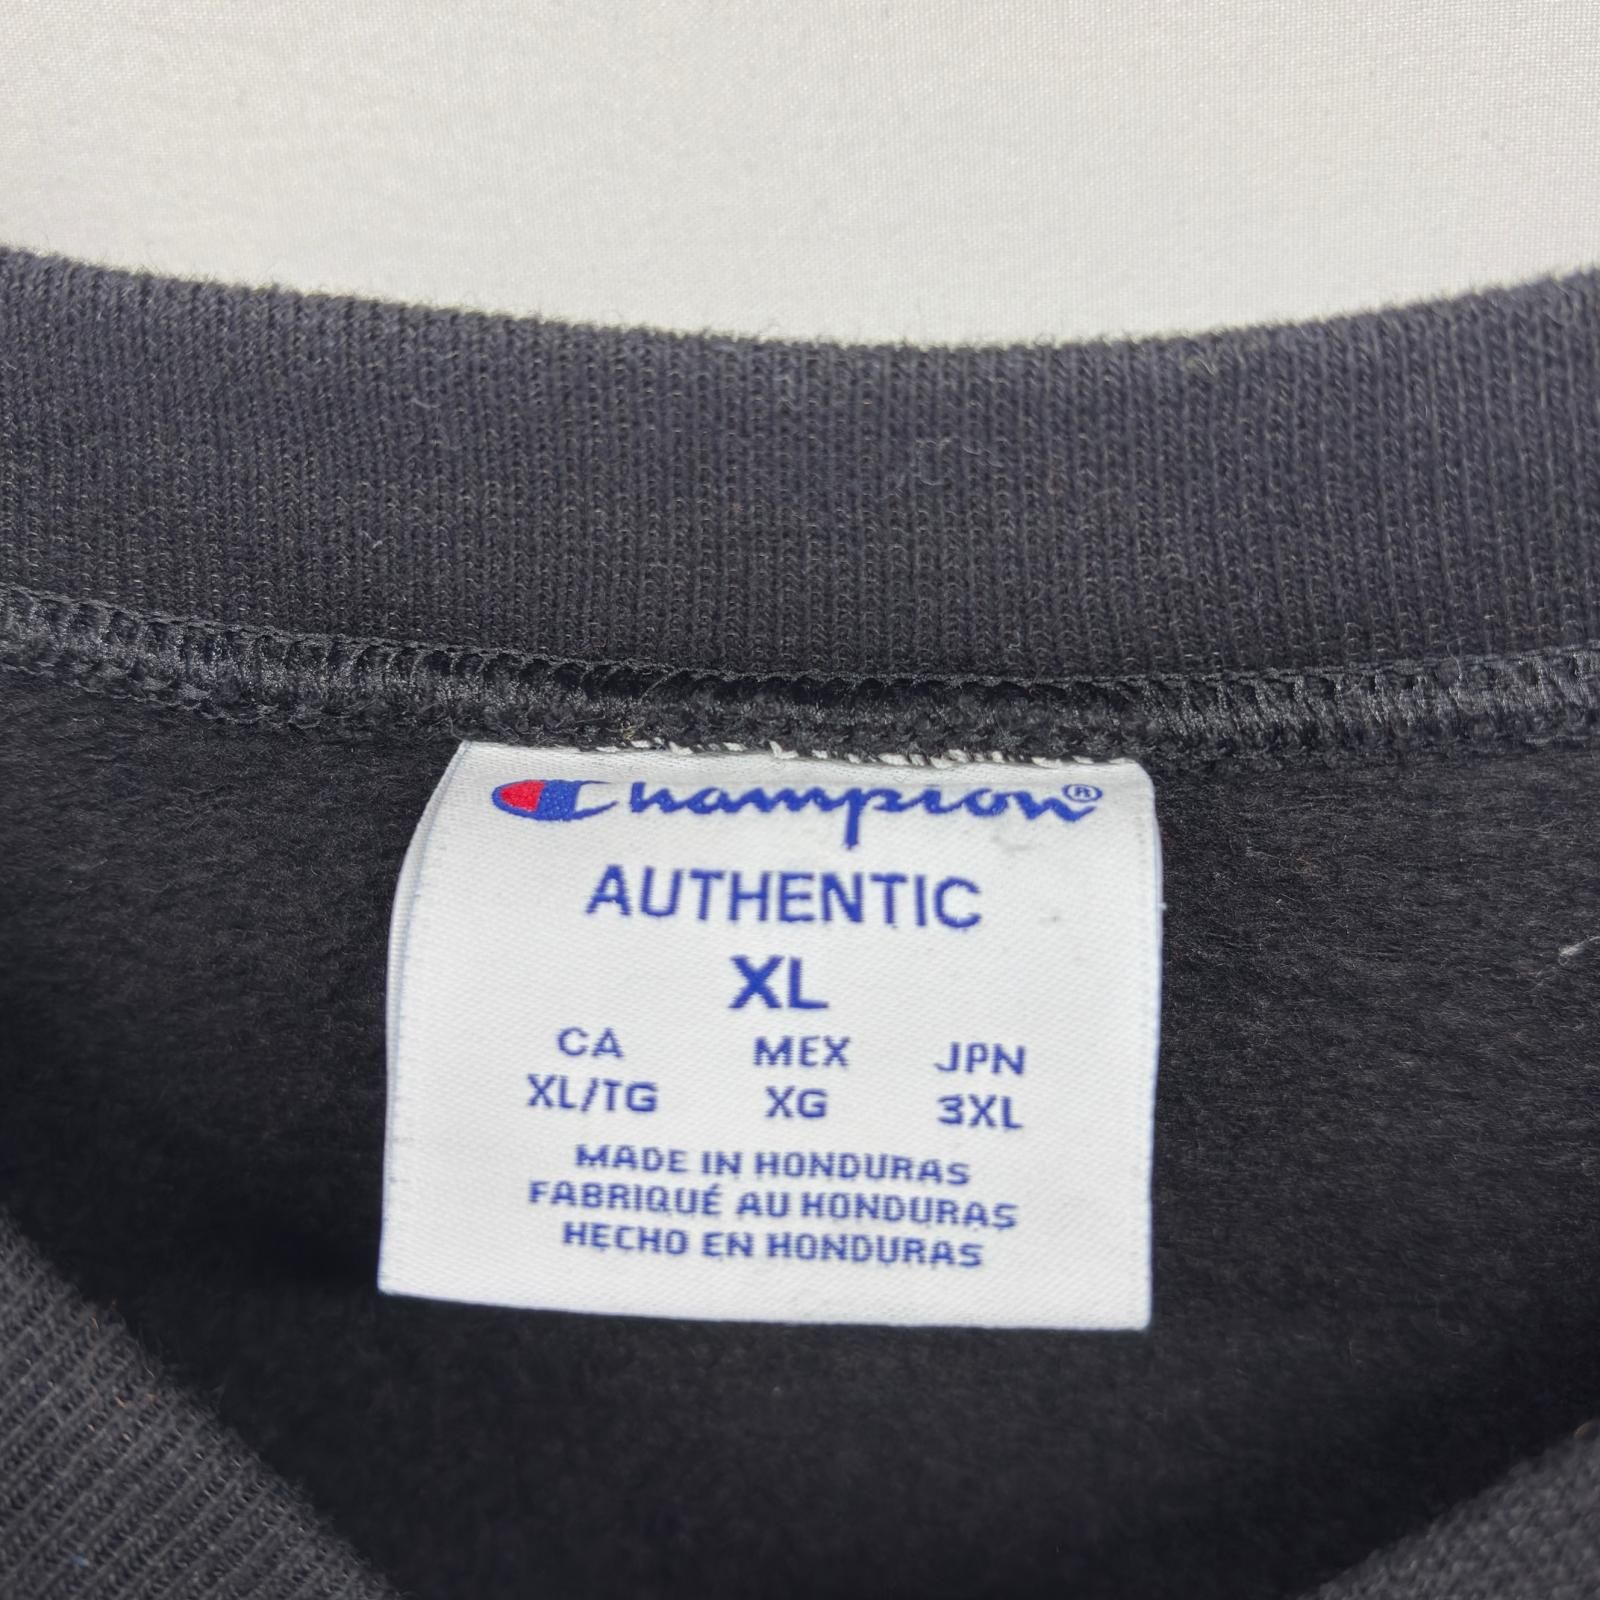 Champion®
AUTHENTIC
XL
CA MEX JPN
XL/TG XG 3XL
MADE IN HONDURAS
FABRIQUÉ AU HONDURAS
HECHO EN HONDURAS